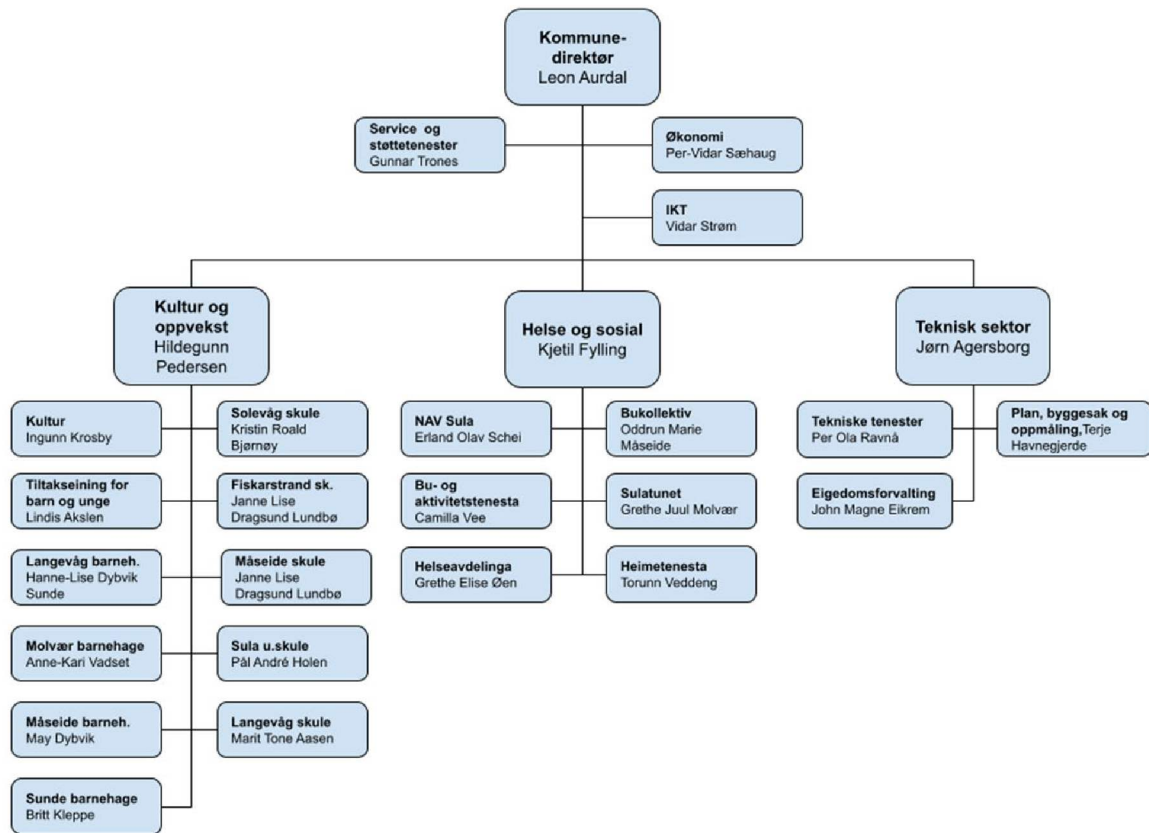 Kommune-
direktør
Leon Aurdal
Service og
støttetenester
Gunnar Trones
Økonomi
Per-Vidar Sæhaug
IKT
Vidar Strøm
Kultur og
oppvekst
Hildegunn
Pedersen
Helse og sosial
Kjetil Fylling
Teknisk sektor
Jørn Agersborg
Kultur
Ingunn Krosby
Solevåg skule
Kristin Roald
Bjørnøy
NAV Sula
Erland Olav Schei
Bukollektiv
Oddrun Marie
Måseide
Tekniske tenester
Per Ola Ravnå
Plan, byggesak og
oppmåling,Terje
Havnegjerde
Tiltakseining for
barn og unge
Lindis Akslen
Fiskarstrand sk.
Janne Lise
Dragsund Lundbø
Bu- og
aktivitetstenesta
Camilla Vee
Sulatunet
Grethe Juul Molvær
Eigedomsforvalting
John Magne Eikrem
Langevåg barneh.
Hanne-Lise Dybvik
Sunde
Måseide skule
Janne Lise
Dragsund Lundbø
Helseavdelinga
Grethe Elise Øen
Heimetenesta
Torunn Veddeng
Molvær barnehage
Anne-Kari Vadset
Sula u.skule
Pål André Holen
Måseide barneh.
May Dybvik
Langevåg skule
Marit Tone Aasen
Sunde barnehage
Britt Kleppe